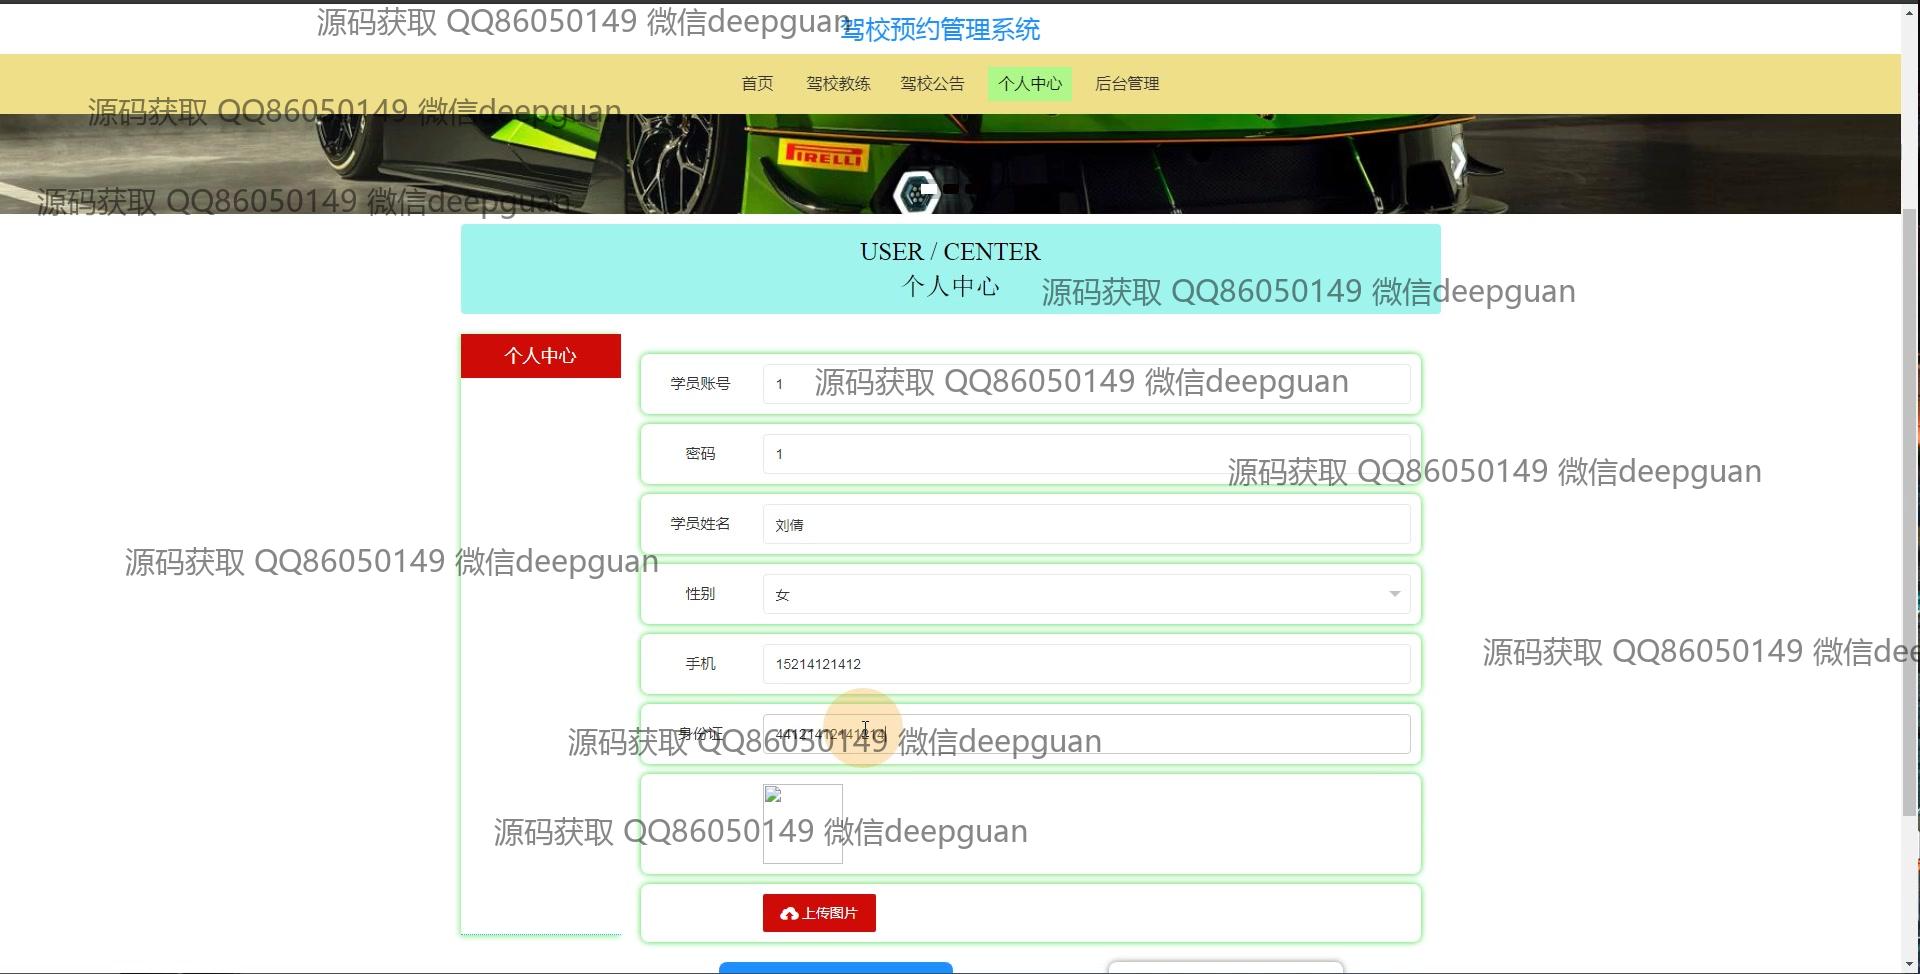 源码获取 QQ86050149 微信deepguan
驾校预约管理系统
首页 驾校教练 驾校公告 个人中心 后台管理
源码获取 QQ86050149 微信deepguan
PIRELLI
源码获取 QQ86050149 微信deepguan
USER / CENTER
个人中心
源码获取 QQ86050149 微信deepguan
个人中心
学员账号 1
源码获取 QQ86050149 微信deepguan
密码 1
源码获取 QQ86050149 微信deepguan
学员姓名 刘倩
源码获取 QQ86050149 微信deepguan
性别 女
手机 15214121412
源码获取 QQ86050149 微信dee
身份证
源码获取 QQ86050149 微信deepguan
源码获取 QQ86050149 微信deepguan
上传图片